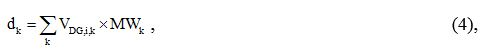 d_k = ∑_k V_{DG,i,k} × MW_k , (4),